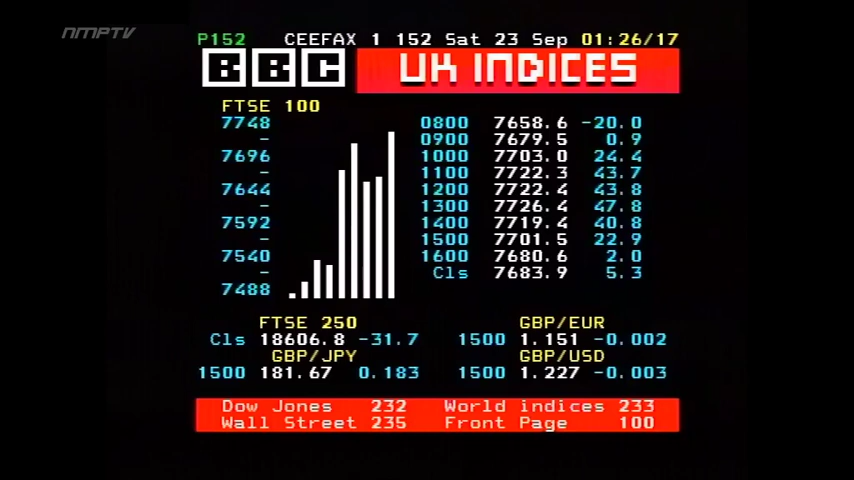 NMPTV
P152 CEEFAX 1 152 Sat 23 Sep 01:26/17
BBC UK INDICES
FTSE 100
7748 0800 7658.6 -20.0
- 0900 7679.5 0.9
7696 1000 7703.0 24.4
- 1100 7722.3 43.7
7644 1200 7722.4 43.8
- 1300 7726.4 47.8
7592 1400 7719.4 40.8
- 1500 7701.5 22.9
7540 1600 7680.6 2.0
- Cls 7683.9 5.3
7488
FTSE 250 GBP/EUR
Cls 18606.8 -31.7 1500 1.151 -0.002
GBP/JPY GBP/USD
1500 181.67 0.183 1500 1.227 -0.003
Dow Jones 232 World indices 233
Wall Street 235 Front Page 100